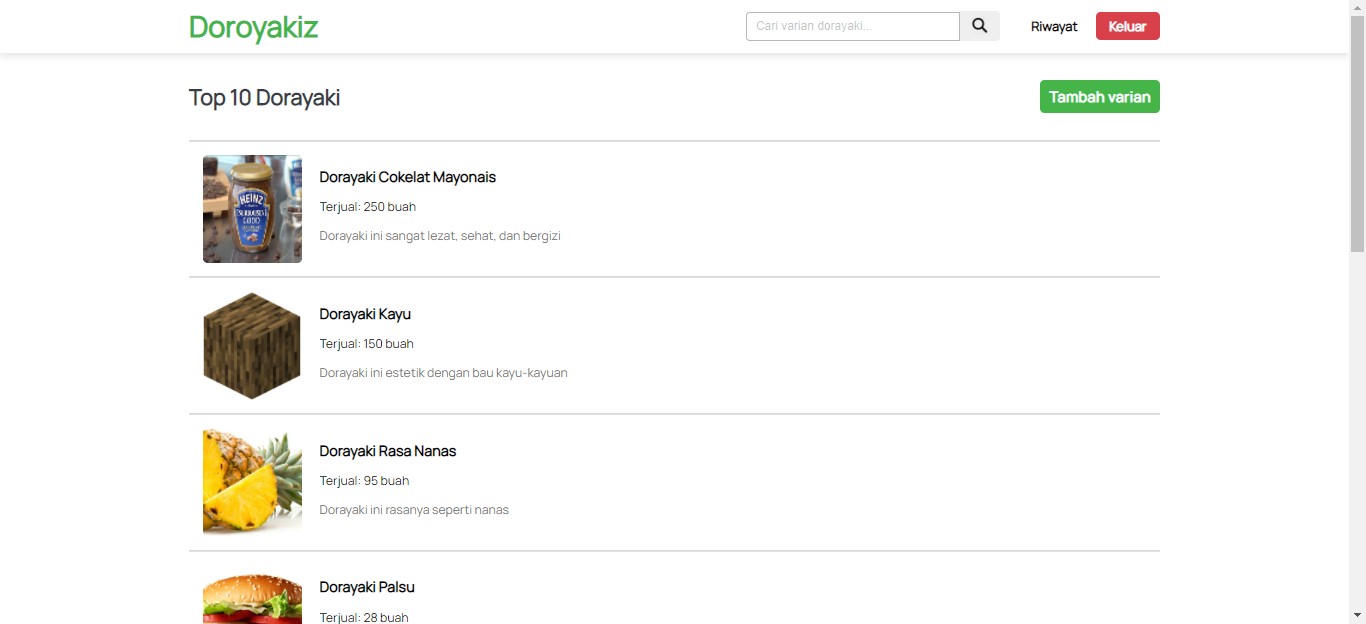 Doroyakiz
Cari varian dorayaki...
Riwayat
Keluar
Top 10 Dorayaki
Tambah varian
HEINZ
Dorayaki Cokelat Mayonais
Terjual: 250 buah
Dorayaki ini sangat lezat, sehat, dan bergizi
Dorayaki Kayu
Terjual: 150 buah
Dorayaki ini estetik dengan bau kayu-kayuan
Dorayaki Rasa Nanas
Terjual: 95 buah
Dorayaki ini rasanya seperti nanas
Dorayaki Palsu
Terjual: 28 buah